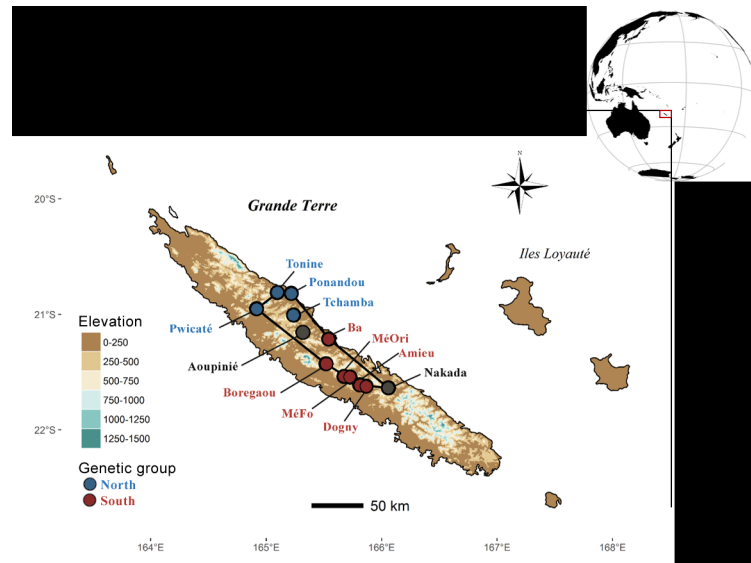 N
20°S
Grande Terre
Iles Loyauté
Tonine
Ponandou
Tchamba
21°S
Pwicaté
Ba
MéOri
Elevation
0-250
Amieu
250-500
Aoupinié
Nakada
500-750
Boregaou
750-1000
MéFo
1000-1250
Dogny
22°S
1250-1500
Genetic group
North
South
50 km
164°E
165°E
166°E
167°E
168°E